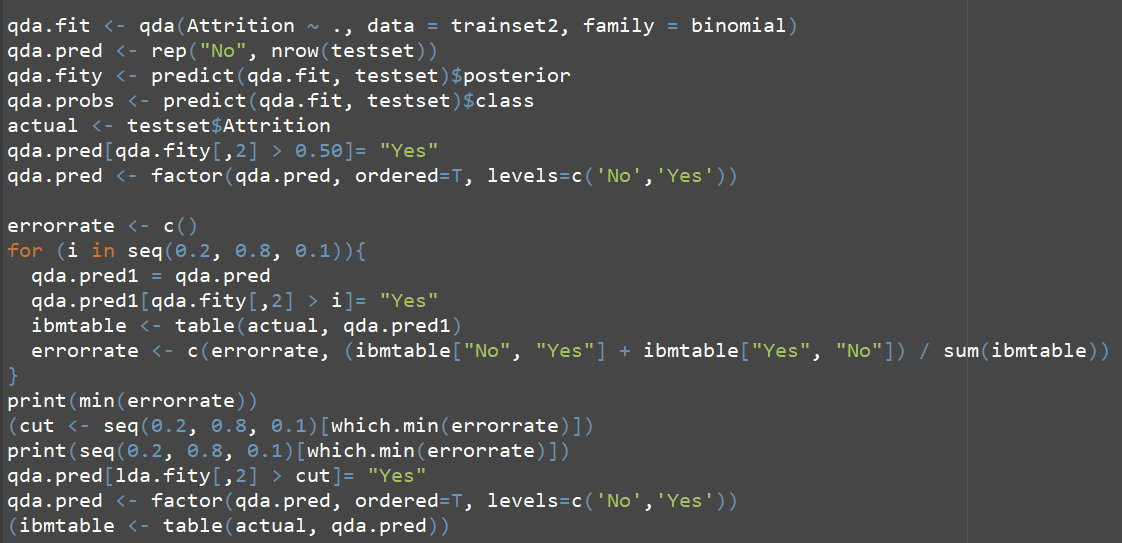 qda.fit <- qda(Attrition ~ ., data = trainset2, family = binomial)
qda.pred <- rep("No", nrow(testset))
qda.fity <- predict(qda.fit, testset)$posterior
qda.probs <- predict(qda.fit, testset)$class
actual <- testset$Attrition
qda.pred[qda.fity[,2] > 0.50]= "Yes"
qda.pred <- factor(qda.pred, ordered=T, levels=c('No','Yes'))

errorrate <- c()
for (i in seq(0.2, 0.8, 0.1)){
  qda.pred1 = qda.pred
  qda.pred1[qda.fity[,2] > i]= "Yes"
  ibmtable <- table(actual, qda.pred1)
  errorrate <- c(errorrate, (ibmtable["No", "Yes"] + ibmtable["Yes", "No"]) / sum(ibmtable))
}
print(min(errorrate))
(cut <- seq(0.2, 0.8, 0.1)[which.min(errorrate)])
print(seq(0.2, 0.8, 0.1)[which.min(errorrate)])
qda.pred[lda.fity[,2] > cut]= "Yes"
qda.pred <- factor(qda.pred, ordered=T, levels=c('No','Yes'))
(ibmtable <- table(actual, qda.pred))